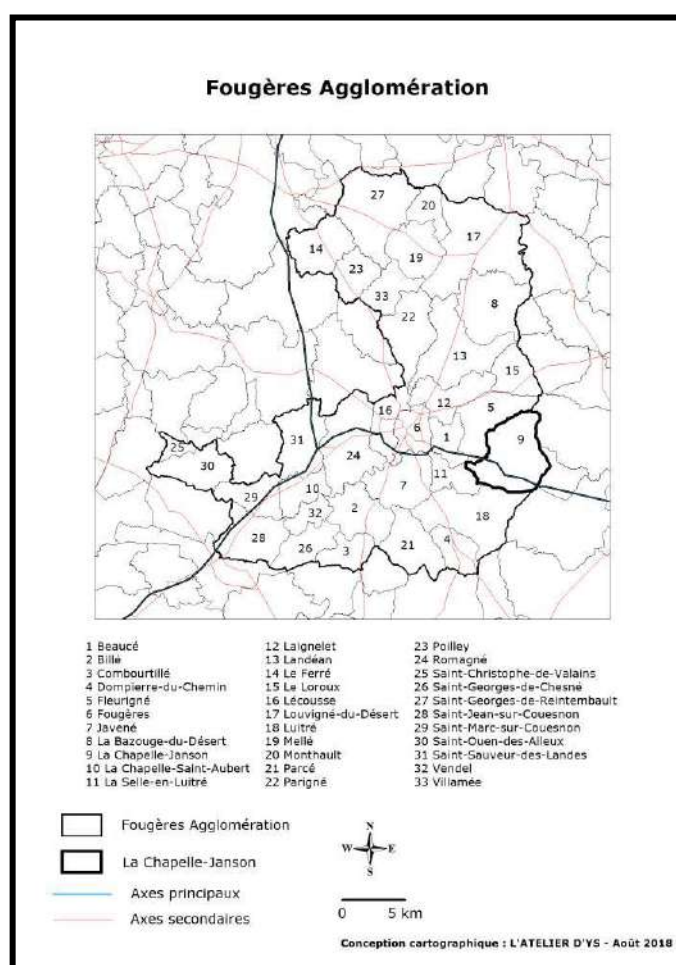 Fougères Agglomération
27
20
17
14
19
23
33
8
22
13
15
12
5
16
6
1
9
31
25
30
24
11
7
10
29
2
32
18
28
26
3
21
4
1 Beaucé
2 Billé
3 Combourtillé
4 Dompierre-du-Chemin
5 Fleurigné
6 Fougères
7 Javené
8 La Bazouge-du-Désert
9 La Chapelle-Janson
10 La Chapelle-Saint-Aubert
11 La Selle-en-Luitré
12 Laignelet
13 Landéan
14 Le Ferré
15 Le Loroux
16 Lécousse
17 Louvigné-du-Désert
18 Luitré
19 Mellé
20 Monthault
21 Parcé
22 Parigné
23 Poilley
24 Romagné
25 Saint-Christophe-de-Valains
26 Saint-Georges-de-Chesné
27 Saint-Georges-de-Reintembault
28 Saint-Jean-sur-Couesnon
29 Saint-Marc-sur-Couesnon
30 Saint-Ouen-des-Alleux
31 Saint-Sauveur-des-Landes
32 Vendel
33 Villamée
Fougères Agglomération
La Chapelle-Janson
Axes principaux
Axes secondaires
N
W E
S
0 5 km
Conception cartographique : L'ATELIER D'YS - Août 2018